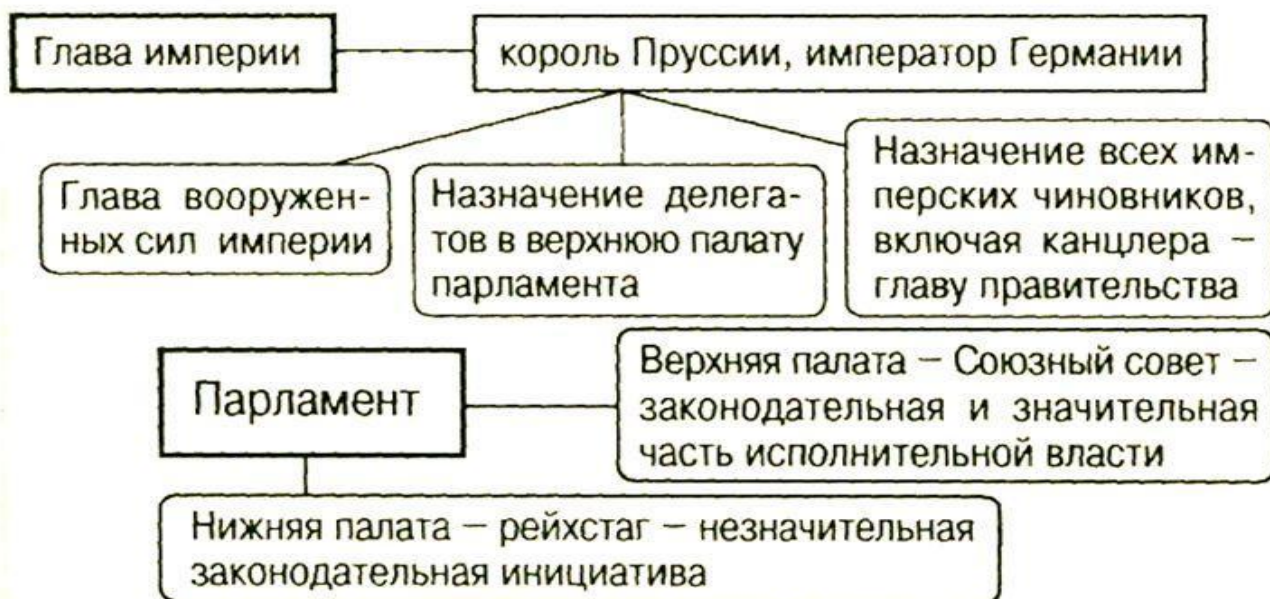 Глава империи
король Пруссии, император Германии
Глава вооружен-
ных сил империи
Назначение делега-
тов в верхнюю палату
парламента
Назначение всех им-
перских чиновников,
включая канцлера –
главу правительства
Парламент
Верхняя палата – Союзный совет –
законодательная и значительная
часть исполнительной власти
Нижняя палата – рейхстаг – незначительная
законодательная инициатива